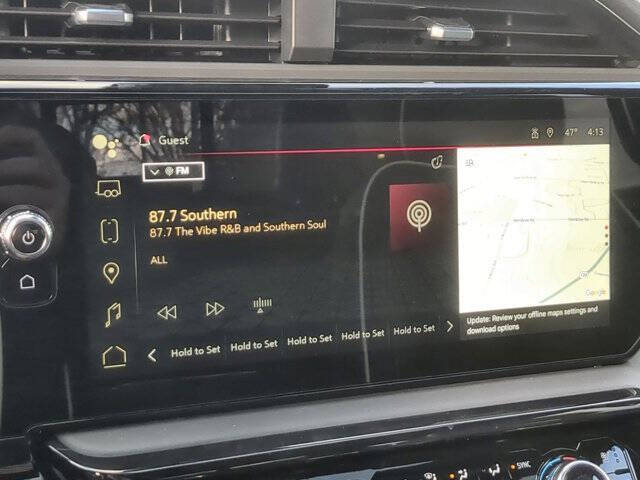 Guest
47° 4:13
FM
87.7 Southern
87.7 The Vibe R&B and Southern Soul
ALL
Hold to Set Hold to Set Hold to Set Hold to Set Hold to Set
Google
Update: Review your offline maps settings and
download options
SYNC